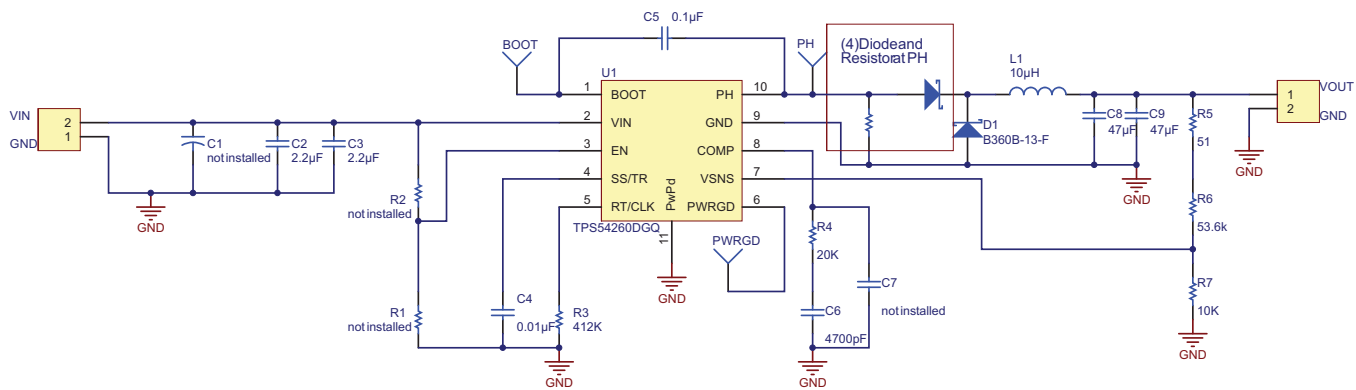 C5 0.1µF
BOOT
PH
(4)Diodeand
ResistoratPH
U1
L1
10µH
1 BOOT PH 10
2 VIN GND 9
3 EN COMP 8
4 SS/TR VSNS 7
5 RT/CLK PWRGD 6
PwPd
11
TPS54260DGQ
VIN
GND
2
1
C1
not installed
C2
2.2µF
C3
2.2µF
GND
R2
not installed
R1
not installed
C4
0.01µF
R3
412K
GND
GND
PWRGD
R4
20K
C6
4700pF
C7
not installed
GND
D1
B360B-13-F
C8
47µF
C9
47µF
GND
R5
51
R6
53.6k
R7
10K
GND
1
2
VOUT
GND
GND